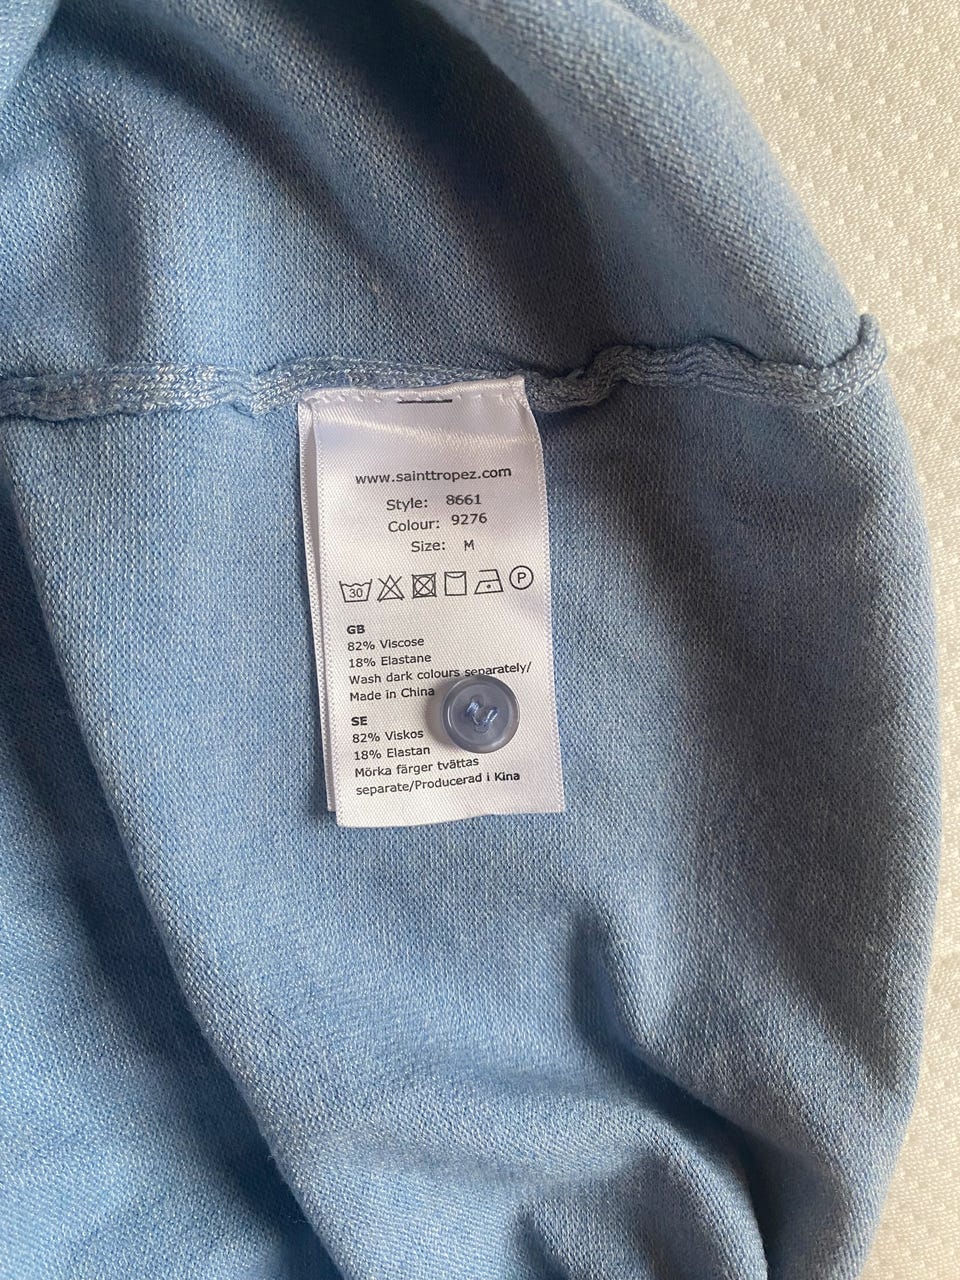 www.sainttropez.com
Style: 8661
Colour: 9276
Size: M
30 P
GB
82% Viscose
18% Elastane
Wash dark colours separately/
Made in China
SE
82% Viskos
18% Elastan
Mörka färger tvättas
separate/Producerad i Kina